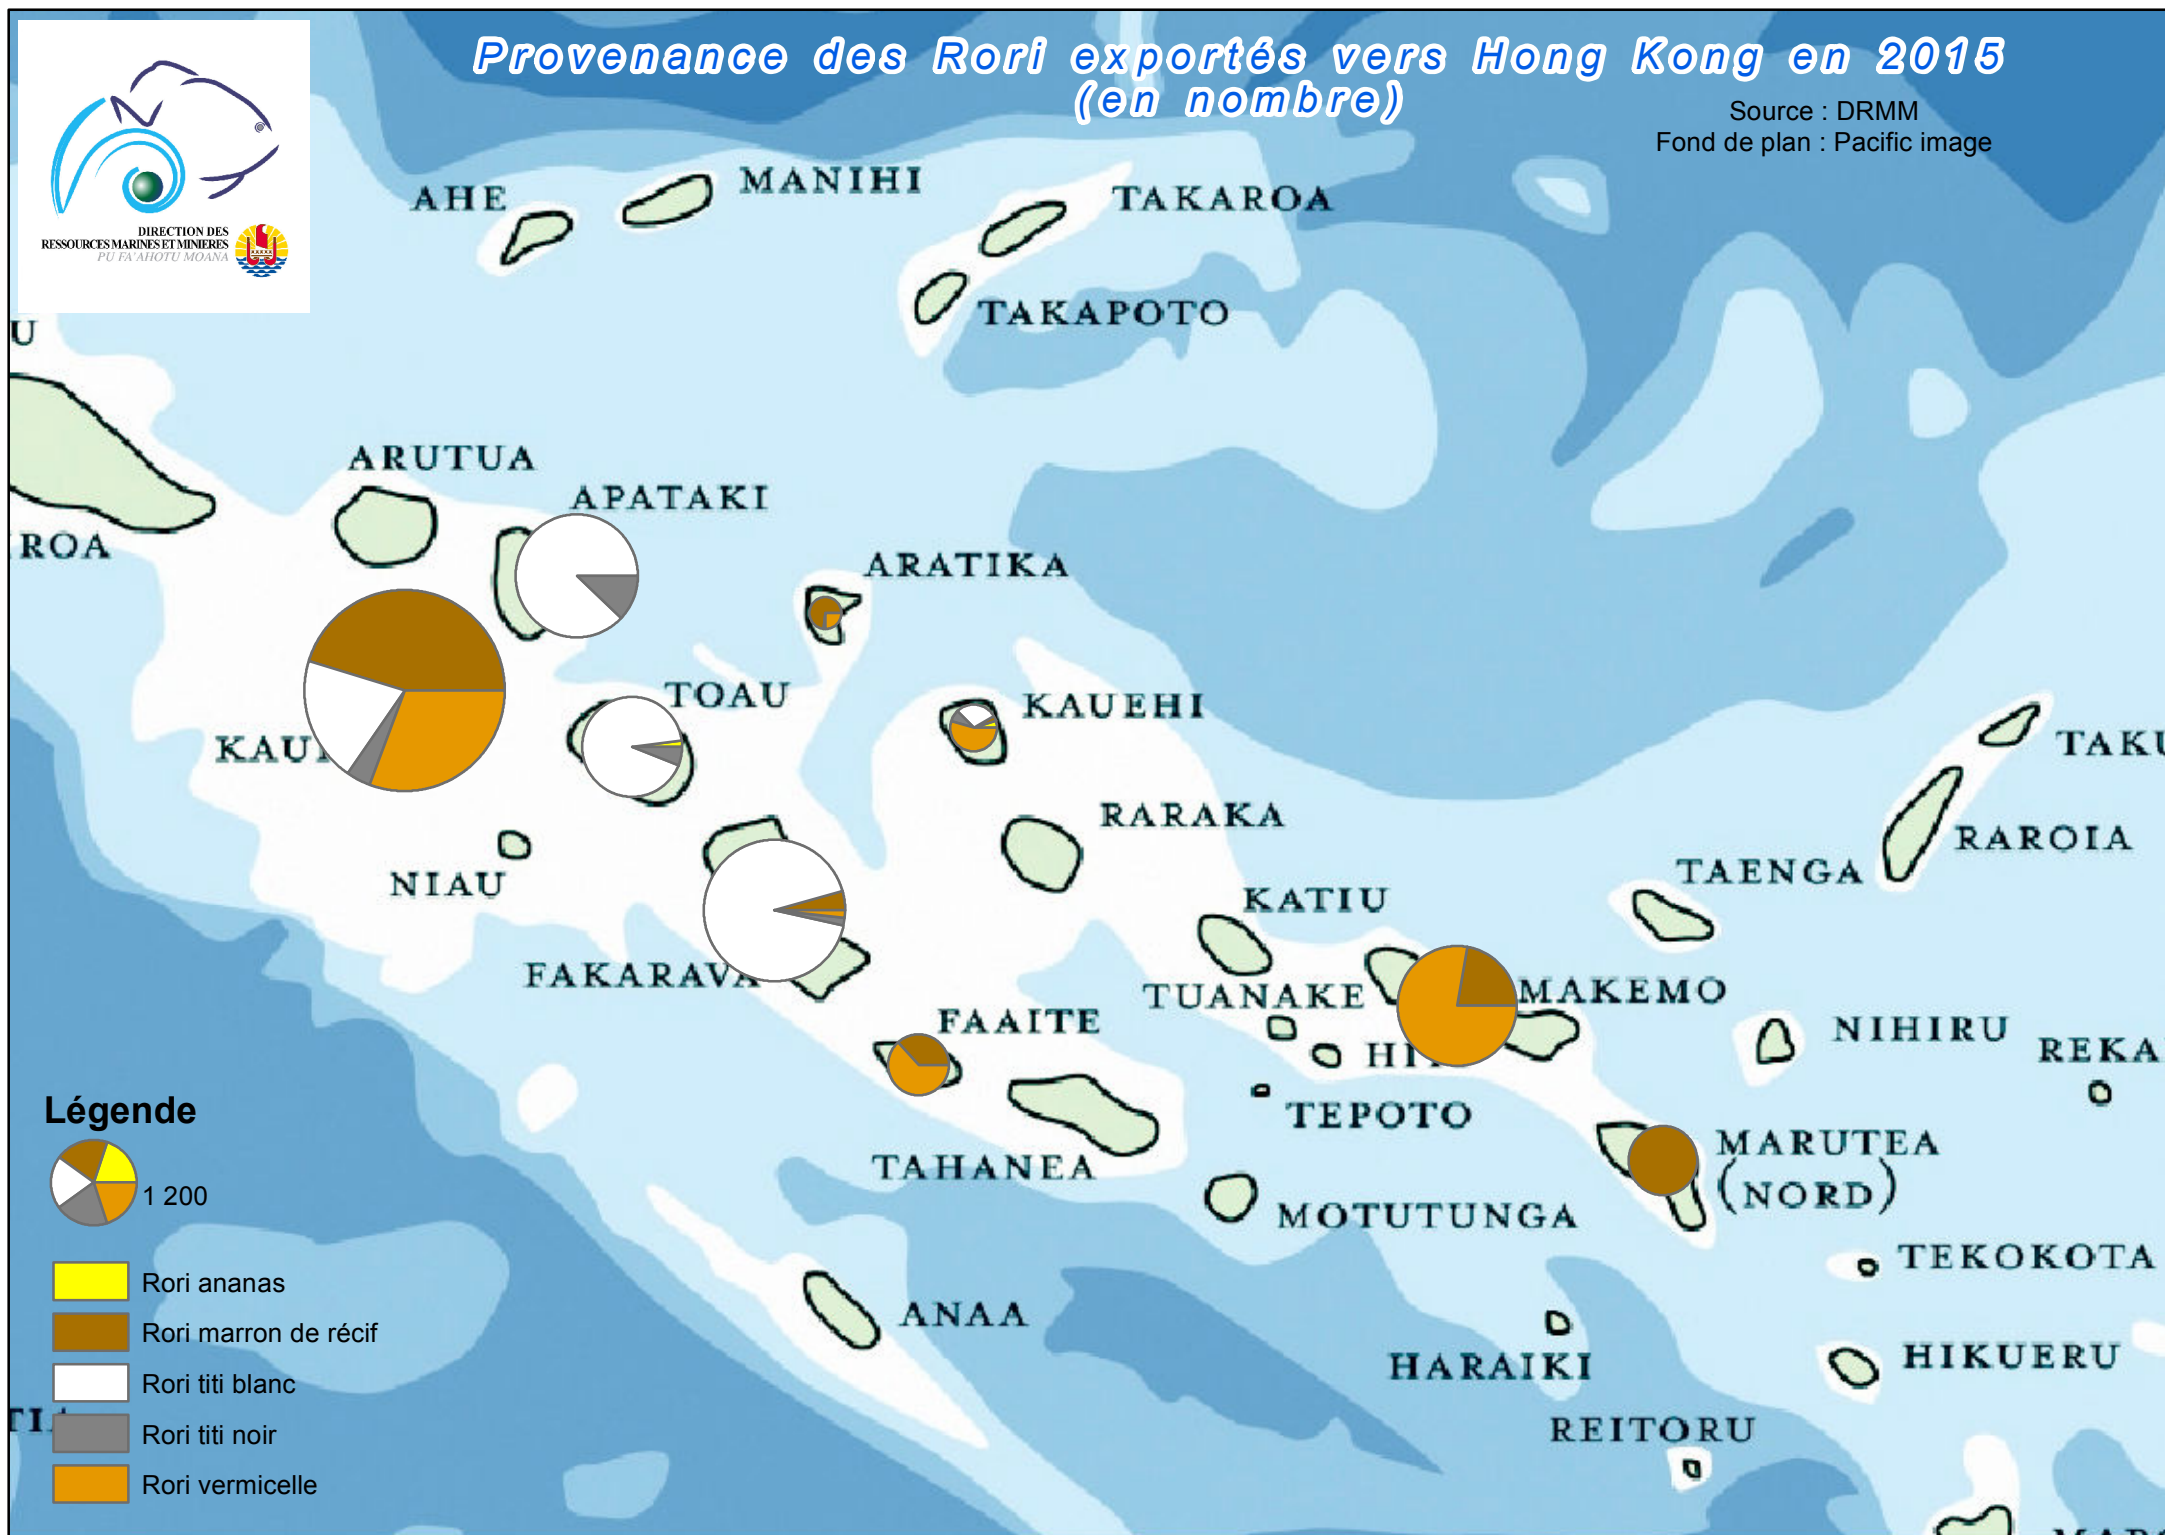 Provenance des Rori exportés vers Hong Kong en 2015
(en nombre)
Source : DRMM
Fond de plan : Pacific image
DIRECTION DES
RESSOURCES MARINES ET MINIERES
PU FA'AHOTU MOANA
AHE
MANIHI
TAKAROA
TAKAPOTO
U
ARUTUA
APATAKI
ROA
ARATIKA
TOAU
KAUEHI
KAU
TAKU
RARAKA
RAROIA
NIAU
TAENGA
KATIU
FAKARAVA
TUANAKE
MAKEMO
FAAITE
NIHIRU
HI
REKA
TEPOTO
TAHANEA
MARUTEA
(NORD)
MOTUTUNGA
TEKOKOTA
ANAA
HARAIKI
HIKUERU
REITORU
TI
Légende
1 200
Rori ananas
Rori marron de récif
Rori titi blanc
Rori titi noir
Rori vermicelle